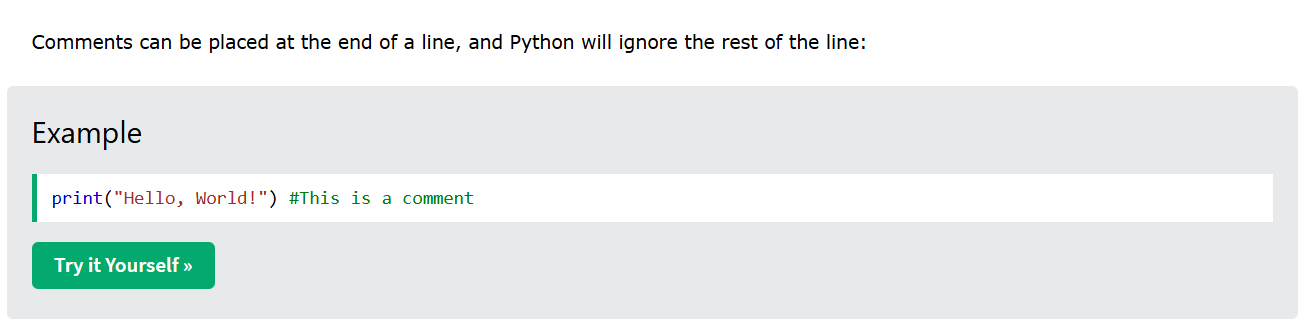 Comments can be placed at the end of a line, and Python will ignore the rest of the line:
Example
print("Hello, World!") #This is a comment
Try it Yourself »